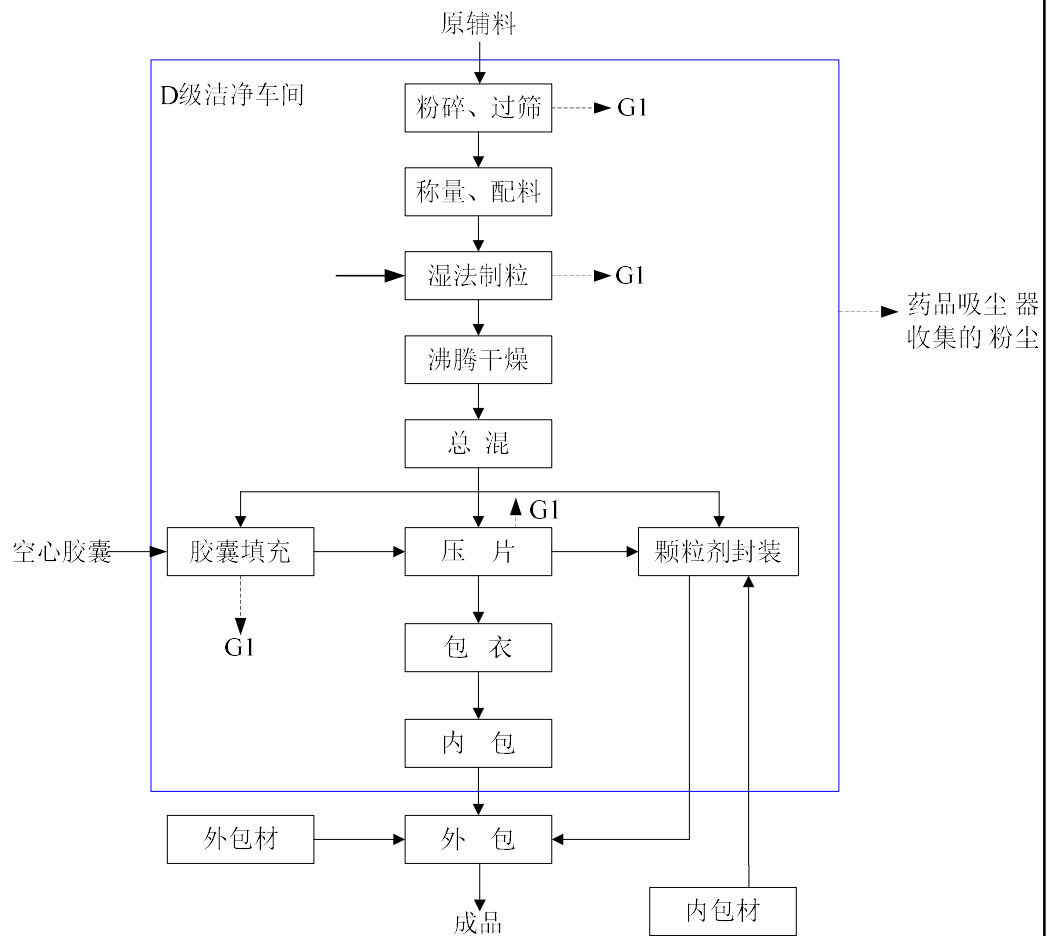 原辅料
D级洁净车间
粉碎、过筛
G1
称量、配料
湿法制粒
G1
药品吸尘 器
收集的 粉尘
沸腾干燥
总 混
G1
空心胶囊
胶囊填充
压 片
颗粒剂封装
G1
包 衣
内 包
外包材
外 包
内包材
成品